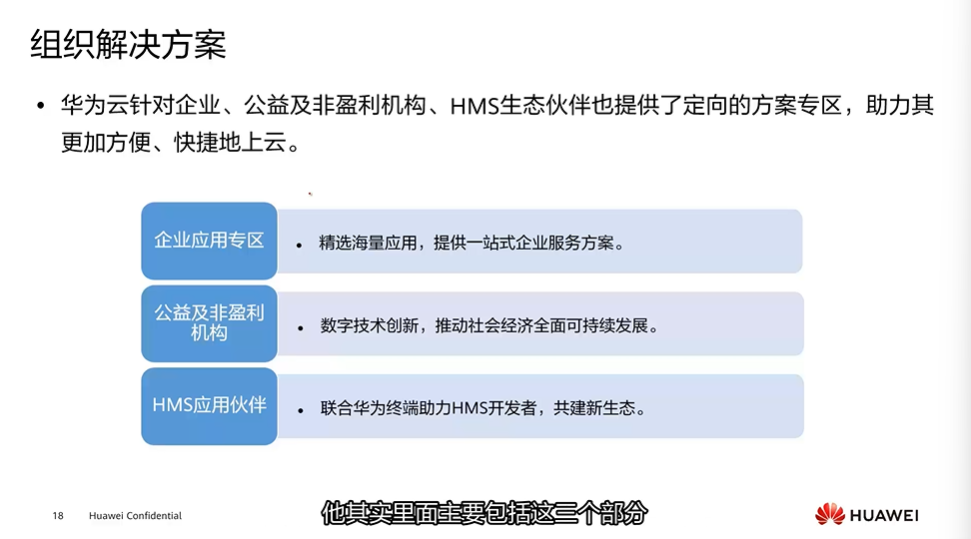 组织解决方案
• 华为云针对企业、公益及非盈利机构、HMS生态伙伴也提供了定向的方案专区，助力其
更加方便、快捷地上云。
企业应用专区
• 精选海量应用，提供一站式企业服务方案。
公益及非盈利
机构
• 数字技术创新，推动社会经济全面可持续发展。
HMS应用伙伴
• 联合华为终端助力HMS开发者，共建新生态。
他其实里面主要包括这三个部分
18 Huawei Confidential
HUAWEI